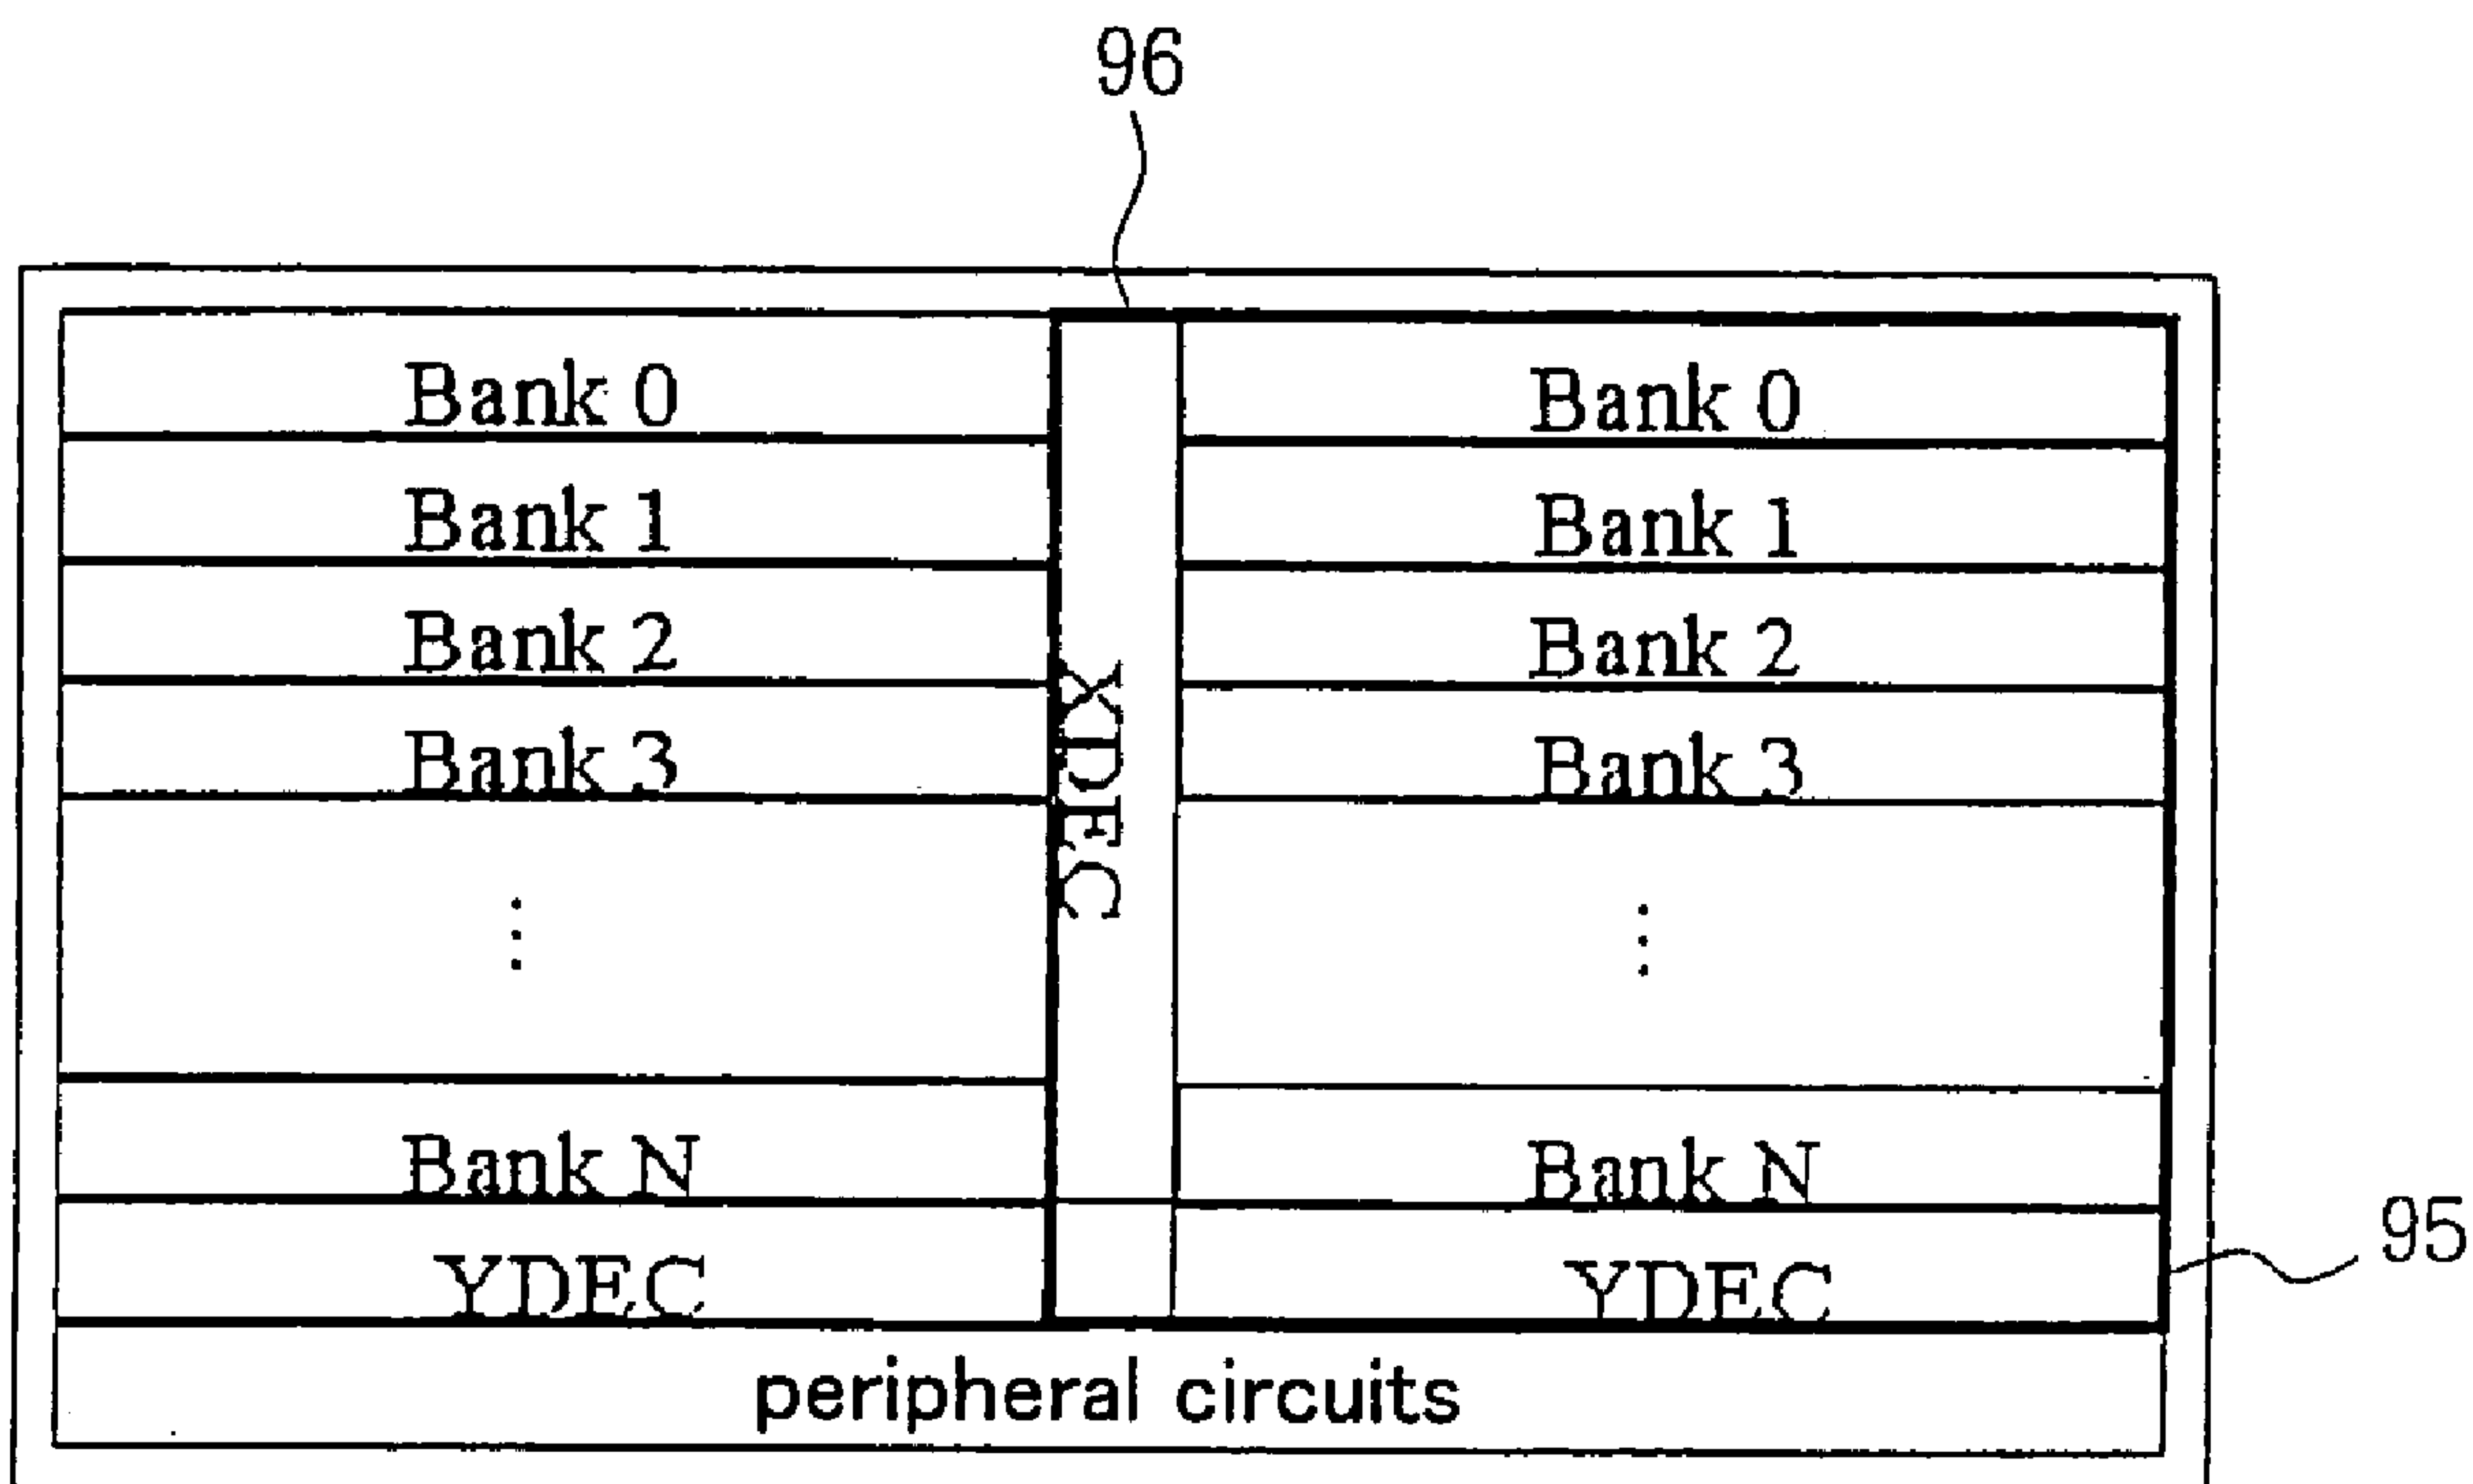 96
Bank 0 Bank 0
Bank 1 Bank 1
Bank 2 Bank 2
Bank 3 Bank 3
XDEC
⋮ ⋮
Bank N Bank N
95
YDEC YDEC
peripheral circuits